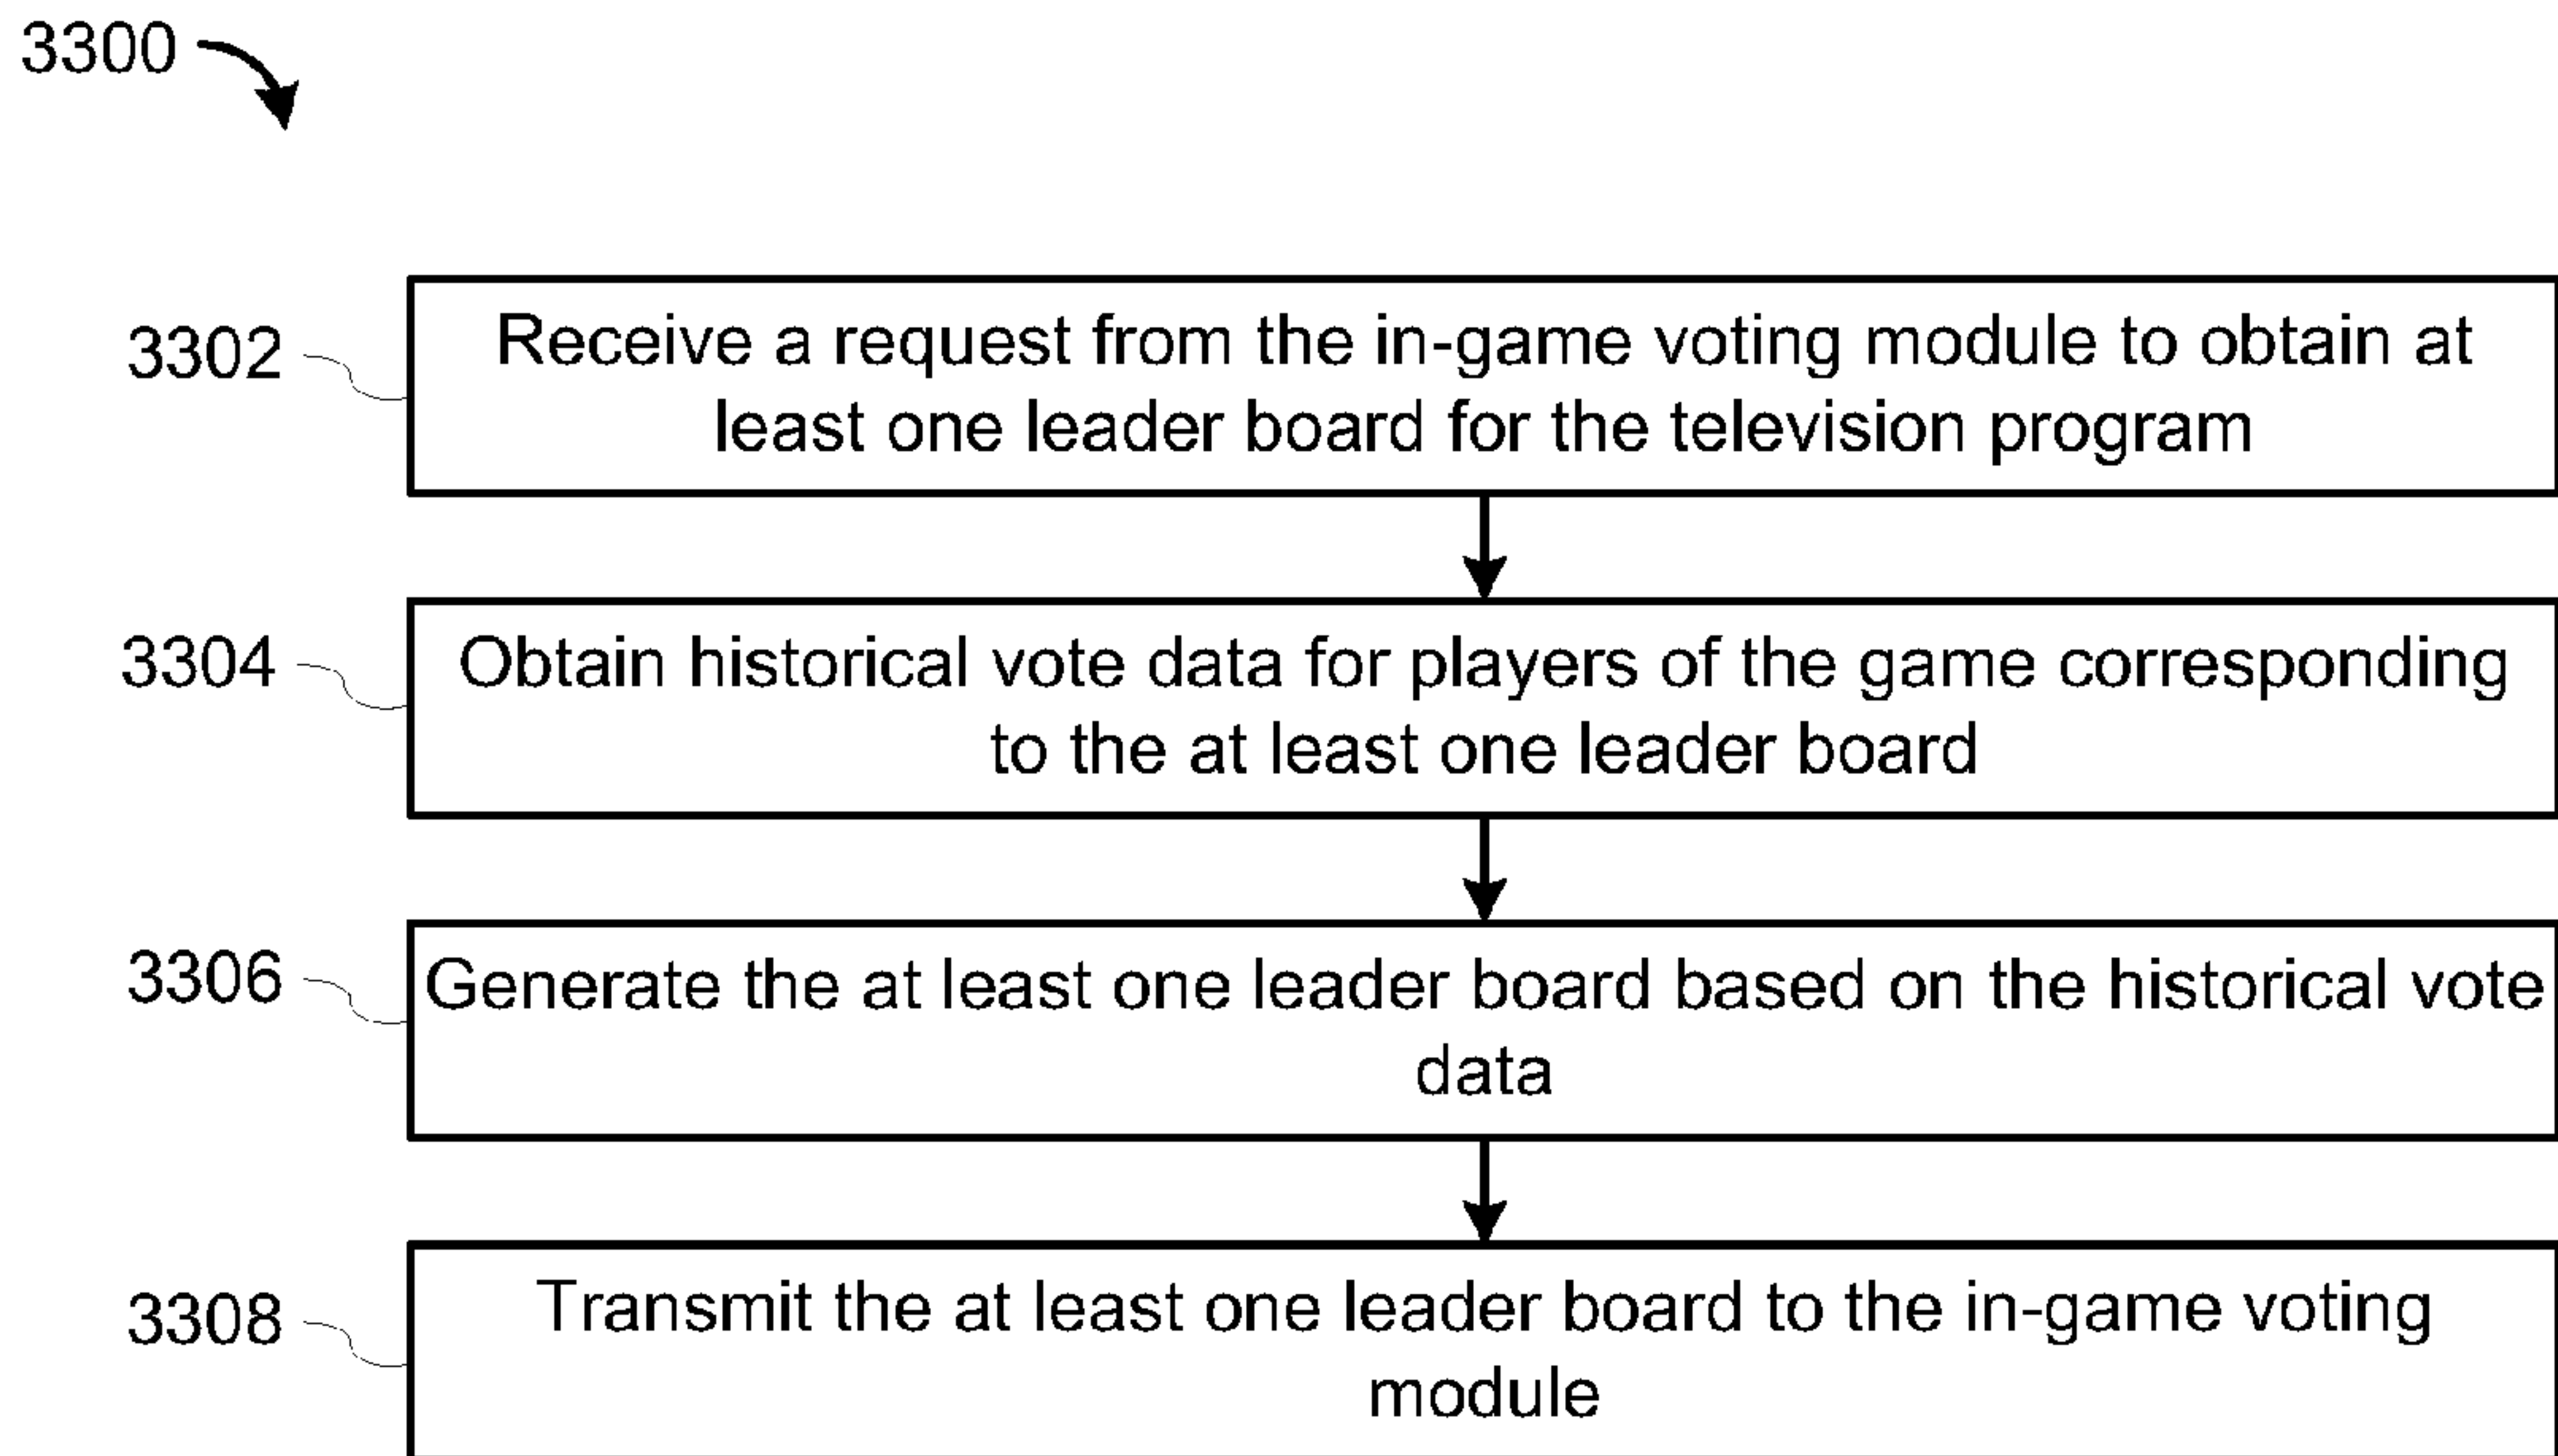 3300
3302
Receive a request from the in-game voting module to obtain at
least one leader board for the television program
3304
Obtain historical vote data for players of the game corresponding
to the at least one leader board
3306
Generate the at least one leader board based on the historical vote
data
3308
Transmit the at least one leader board to the in-game voting
module